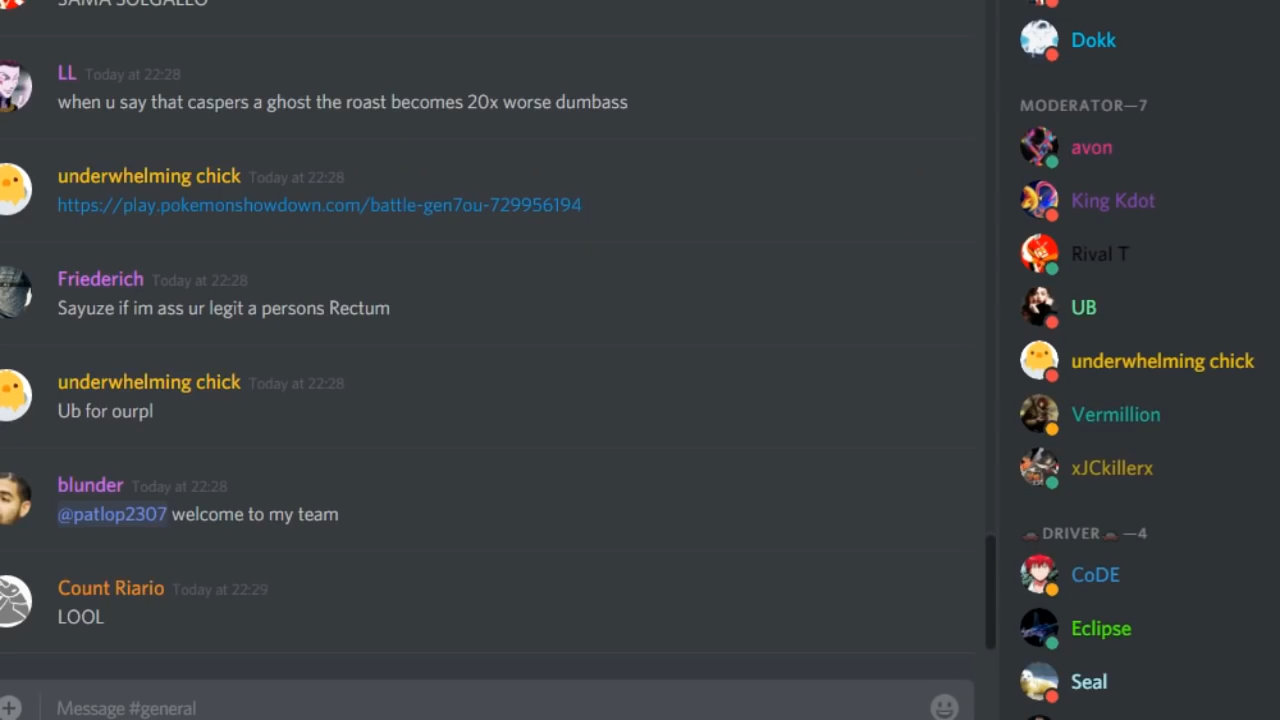 SAMA SOLGALLO
LL Today at 22:28
when u say that caspers a ghost the roast becomes 20x worse dumbass
underwhelming chick Today at 22:28
https://play.pokemonshowdown.com/battle-gen7ou-729956194
Friederich Today at 22:28
Sayuze if im ass ur legit a persons Rectum
underwhelming chick Today at 22:28
Ub for ourpl
blunder Today at 22:28
@patlop2307 welcome to my team
Count Riario Today at 22:29
LOOL
Message #general
Dokk
MODERATOR—7
avon
King Kdot
Rival T
UB
underwhelming chick
Vermillion
xJCkillerx
DRIVER—4
CoDE
Eclipse
Seal